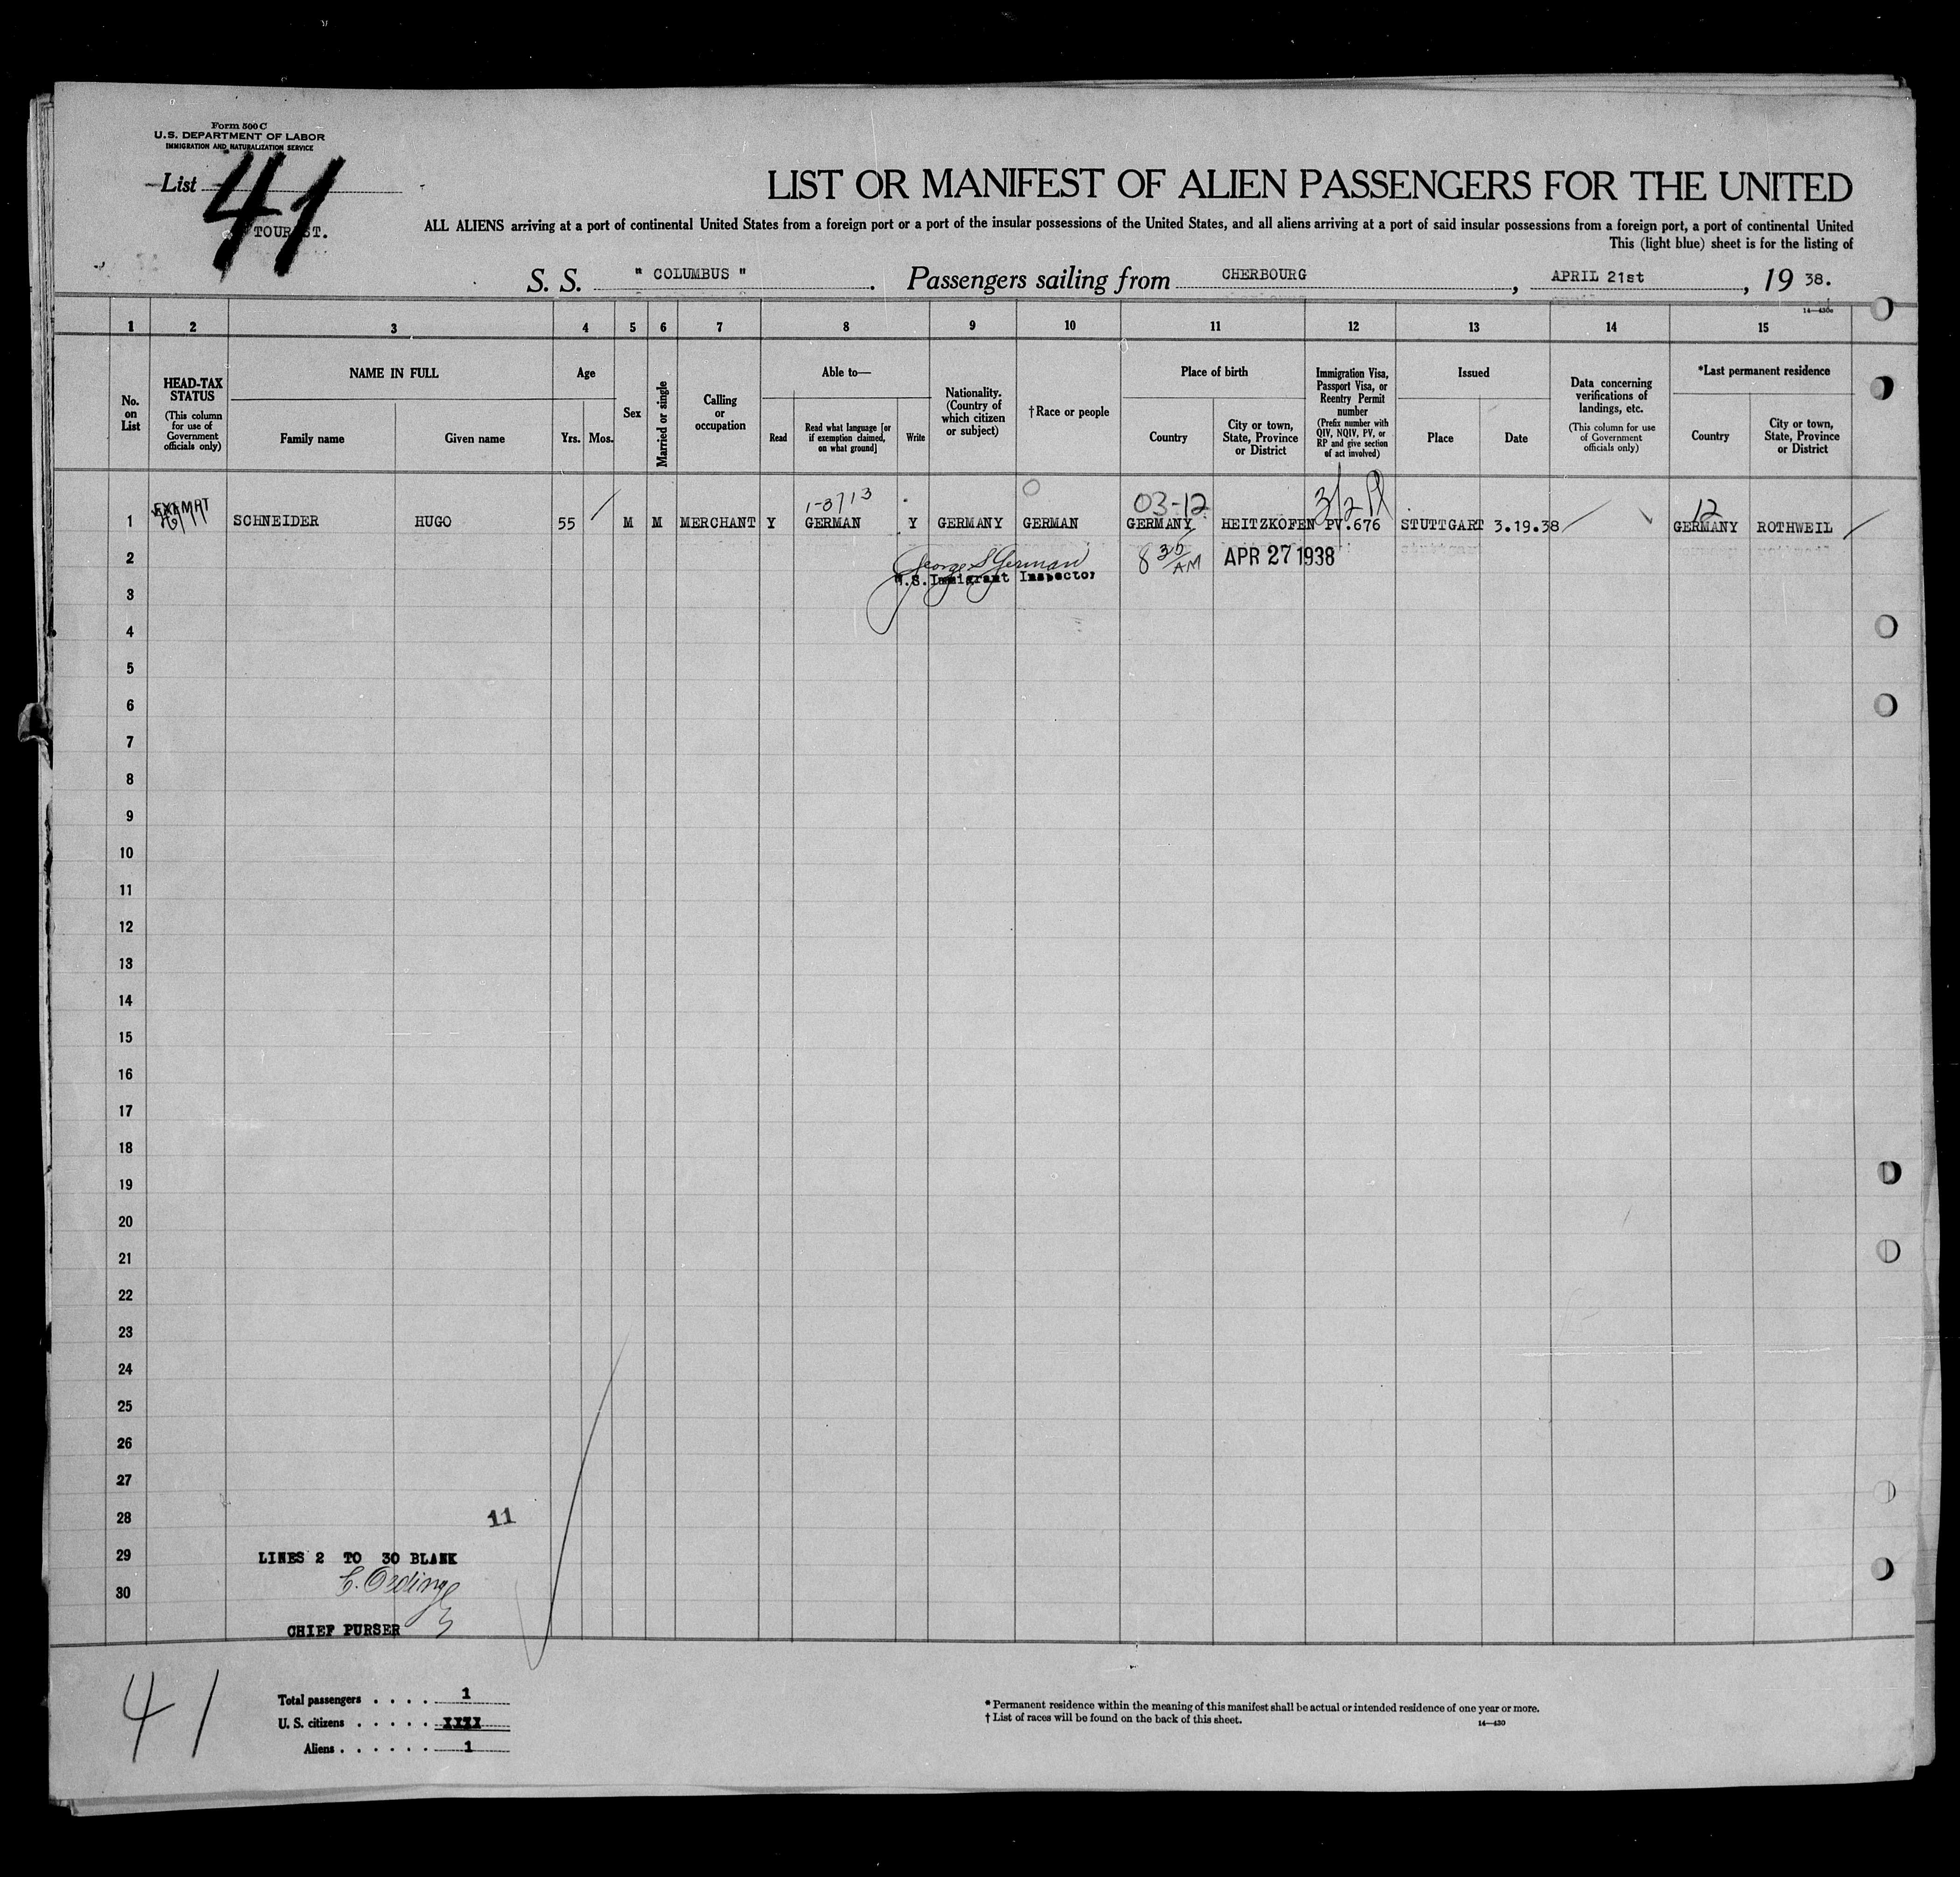 Form 500 C
U.S. DEPARTMENT OF LABOR
IMMIGRATION AND NATURALIZATION SERVICE
List 41
TOURIST.
LIST OR MANIFEST OF ALIEN PASSENGERS FOR THE UNITED
ALL ALIENS arriving at a port of continental United States from a foreign port or a port of the insular possessions of the United States, and all aliens arriving at a port of said insular possessions from a foreign port, a port of continental United
This (light blue) sheet is for the listing of
S. S. " COLUMBUS ". Passengers sailing from CHERBOURG, APRIL 21st, 19 38.
1 2 3 4 5 6 7 8 9 10 11 12 13 14 15
No. on List
HEAD-TAX STATUS
(This column for use of Government officials only)
NAME IN FULL
Family name
Given name
Age
Yrs.
Mos.
Sex
Married or single
Calling or occupation
Able to—
Read
Read what language [or if exemption claimed, on what ground]
Write
Nationality. (Country of which citizen or subject)
†Race or people
Place of birth
Country
City or town, State, Province or District
Immigration Visa, Passport Visa, or Reentry Permit number
(Prefix number with QIV, NQIV, PV, or RP and give section of act involved)
Issued
Place
Date
Data concerning verifications of landings, etc.
(This column for use of Government officials only)
*Last permanent residence
Country
City or town, State, Province or District
EXEMPT 1-3713 03-12 3/2 12
1 SCHNEIDER HUGO 55 M M MERCHANT Y GERMAN Y GERMANY GERMAN GERMANY HEITZKOFEN PV.676 STUTTGART 3.19.38 GERMANY ROTHWEIL
2 George S German 8 35 AM APR 27 1938
U.S. Immigrant Inspector
3
4
5
6
7
8
9
10
11
12
13
14
15
16
17
18
19
20
21
22
23
24
25
26
27
28 11
29 LINES 2 TO 30 BLANK
30
CHIEF PURSER
41
Total passengers . . . . 1
U. S. citizens . . . . . XXXX
Aliens . . . . . . 1
* Permanent residence within the meaning of this manifest shall be actual or intended residence of one year or more.
† List of races will be found on the back of this sheet.
14—430